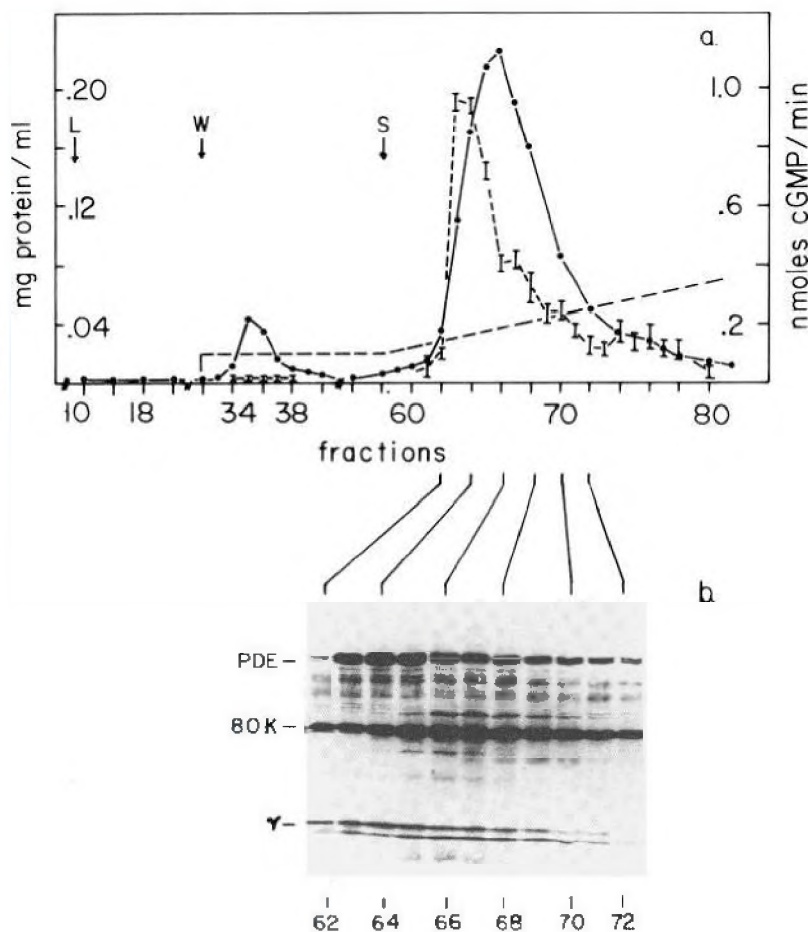 a.
.20
1.0
L
W
S
mg protein / ml
nmoles cGMP/min
.12
.6
.04
.2
10
18
34
38
60
70
80
fractions
b.
PDE
80K
γ
62
64
66
68
70
72